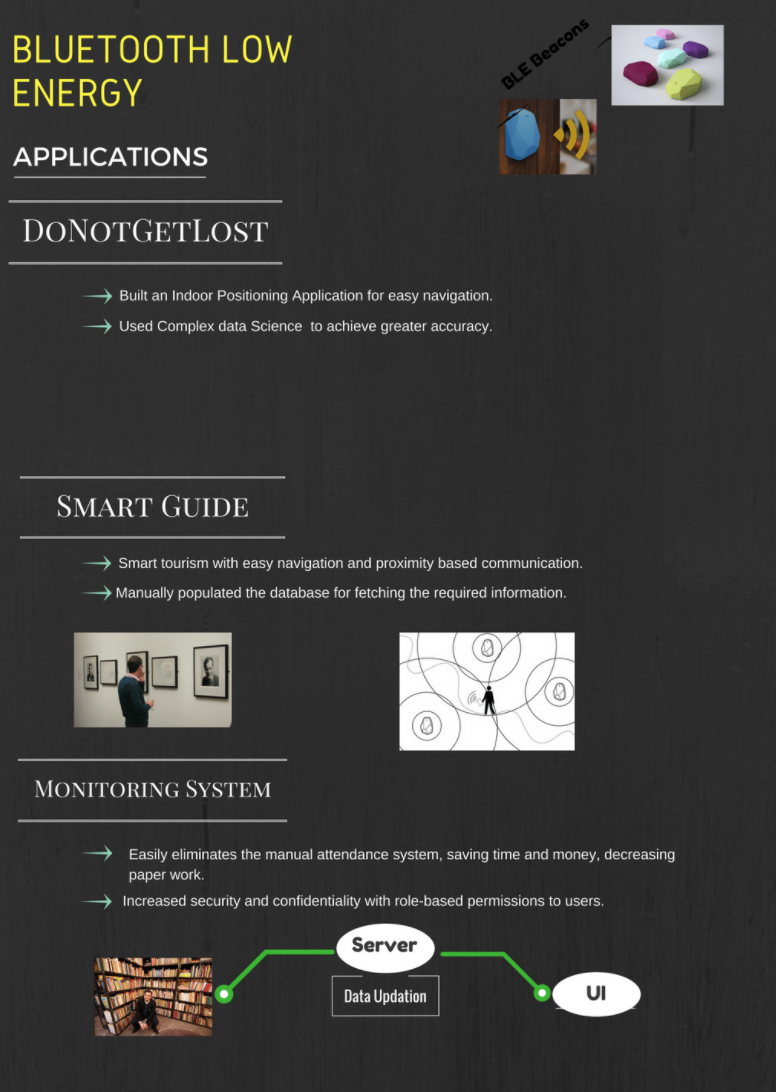 BLUETOOTH LOW
ENERGY
BLE Beacons
APPLICATIONS
DoNotGetLost
Built an Indoor Positioning Application for easy navigation.
Used Complex data Science  to achieve greater accuracy.
Smart Guide
Smart tourism with easy navigation and proximity based communication.
Manually populated the database for fetching the required information.
Monitoring System
Easily eliminates the manual attendance system, saving time and money, decreasing
paper work.
Increased security and confidentiality with role-based permissions to users.
Server
Data Updation
UI